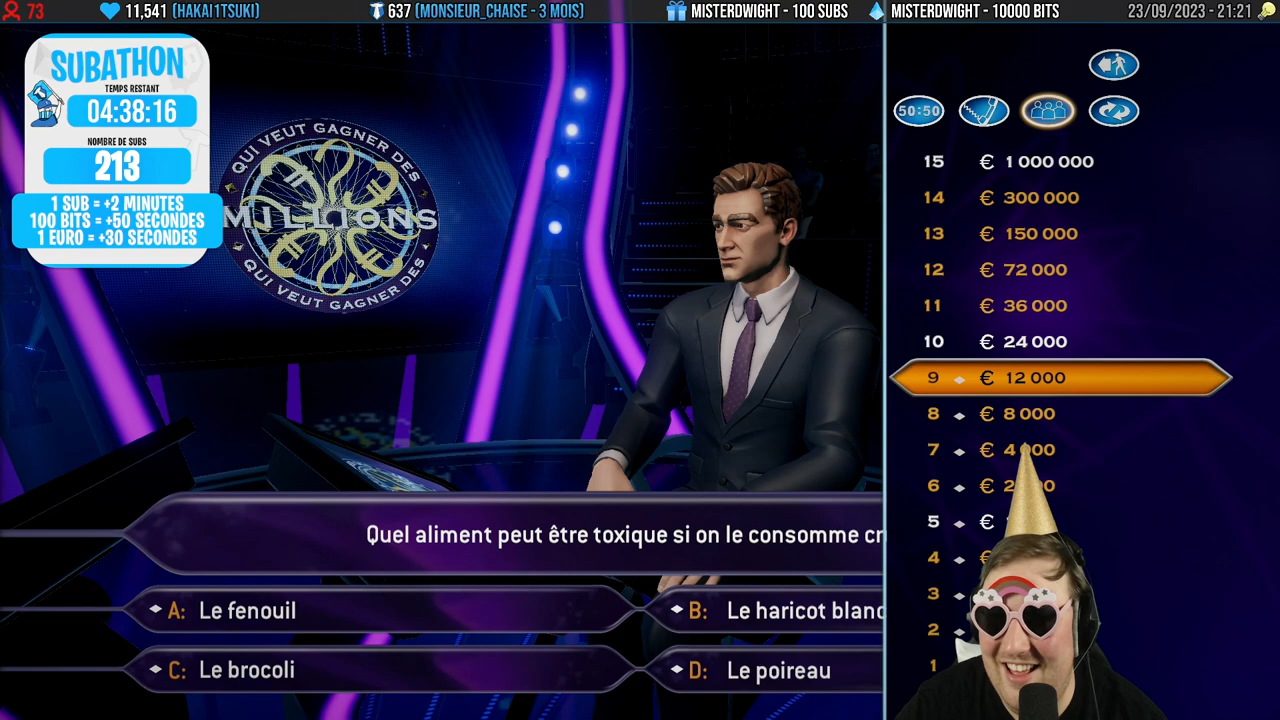 73
11,541 (HAKAI1TSUKI)
637 (MONSIEUR_CHAISE - 3 MOIS)
MISTERDWIGHT - 100 SUBS
MISTERDWIGHT - 10000 BITS
23/09/2023 - 21:21
SUBATHON
TEMPS RESTANT
04:38:16
NOMBRE DE SUBS
213
1 SUB = +2 MINUTES
100 BITS = +50 SECONDES
1 EURO = +30 SECONDES
QUI VEUT GAGNER DES
MILLIONS
QUI VEUT GAGNER DES
50:50
15 € 1 000 000
14 € 300 000
13 € 150 000
12 € 72 000
11 € 36 000
10 € 24 000
9 € 12 000
8 € 8 000
7 € 4 000
6 €
5 €
4 €
3
2
1
Quel aliment peut être toxique si on le consomme cr
A: Le fenouil
B: Le haricot blanc
C: Le brocoli
D: Le poireau